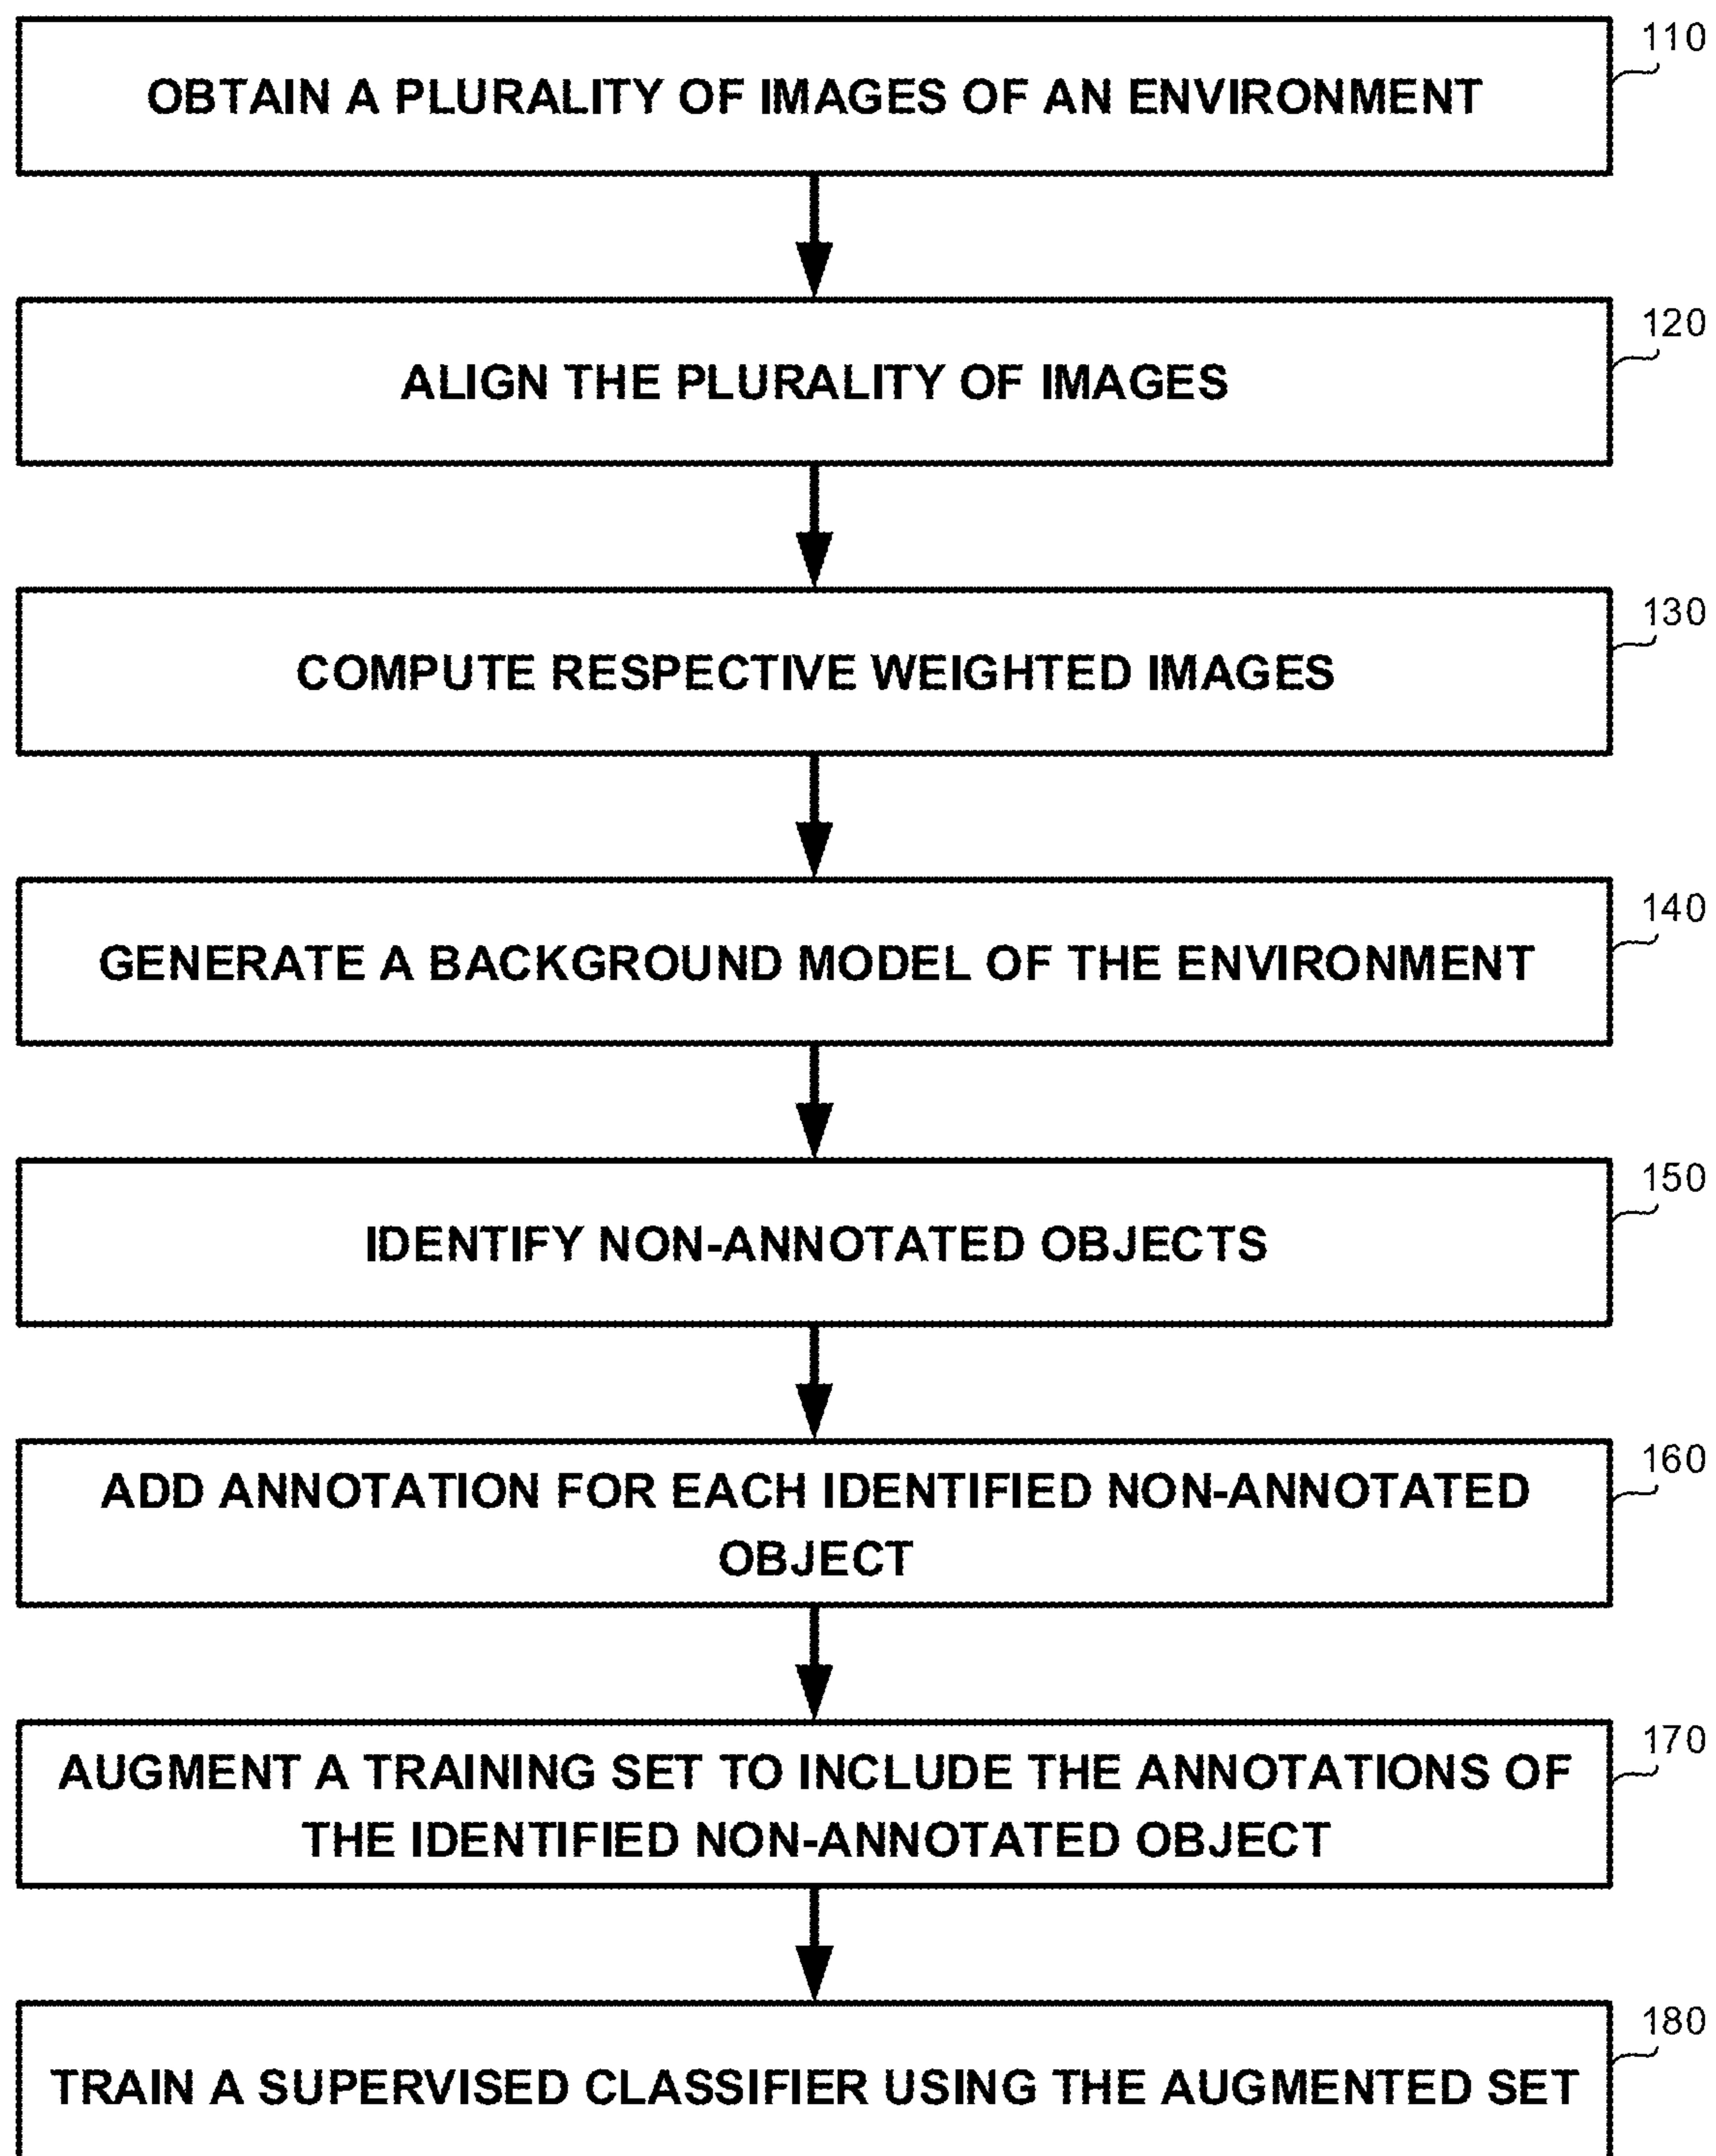 110
OBTAIN A PLURALITY OF IMAGES OF AN ENVIRONMENT
120
ALIGN THE PLURALITY OF IMAGES
130
COMPUTE RESPECTIVE WEIGHTED IMAGES
140
GENERATE A BACKGROUND MODEL OF THE ENVIRONMENT
150
IDENTIFY NON-ANNOTATED OBJECTS
160
ADD ANNOTATION FOR EACH IDENTIFIED NON-ANNOTATED
OBJECT
170
AUGMENT A TRAINING SET TO INCLUDE THE ANNOTATIONS OF
THE IDENTIFIED NON-ANNOTATED OBJECT
180
TRAIN A SUPERVISED CLASSIFIER USING THE AUGMENTED SET